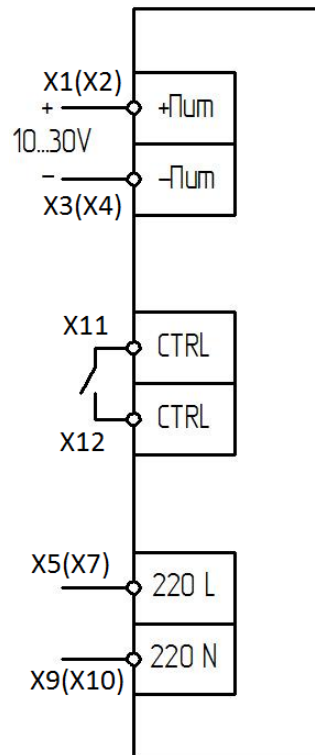 X1(X2)
+ +Пит
10...30V
− −Пит
X3(X4)
X11
CTRL
CTRL
X12
X5(X7)
220 L
220 N
X9(X10)